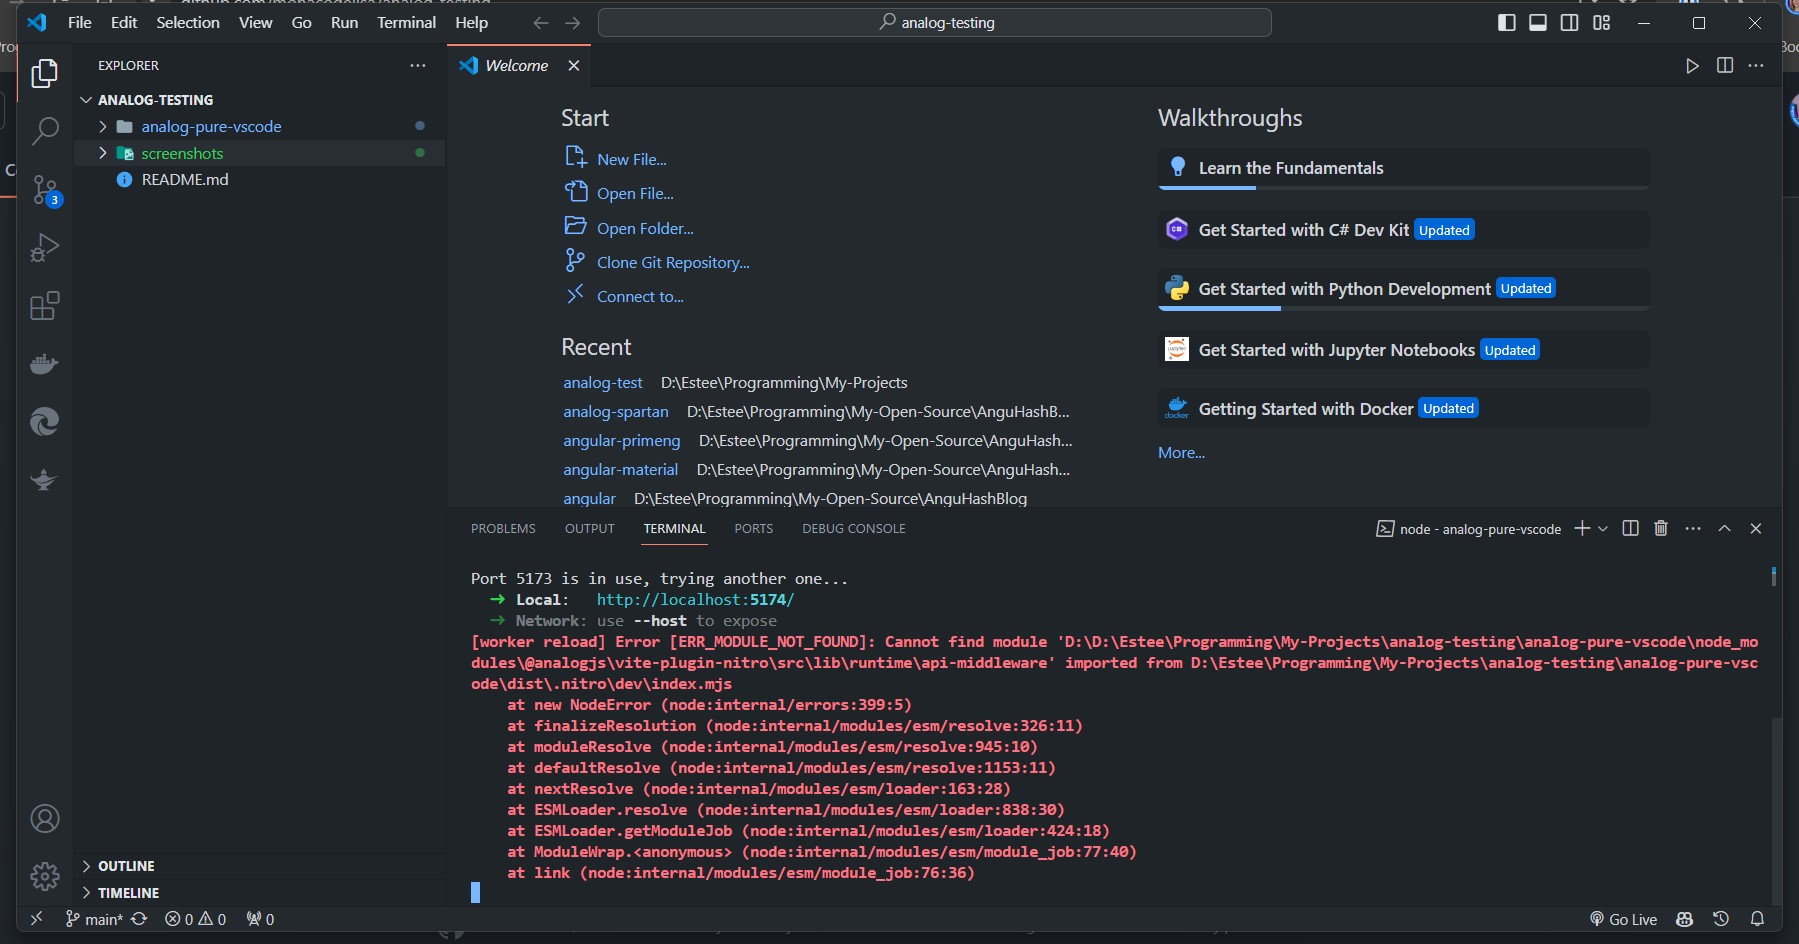 File Edit Selection View Go Run Terminal Help
analog-testing
EXPLORER
ANALOG-TESTING
analog-pure-vscode
screenshots
README.md
3
OUTLINE
TIMELINE
Welcome
Start
New File...
Open File...
Open Folder...
Clone Git Repository...
Connect to...
Recent
analog-test D:\Estee\Programming\My-Projects
analog-spartan D:\Estee\Programming\My-Open-Source\AnguHashB...
angular-primeng D:\Estee\Programming\My-Open-Source\AnguHash...
angular-material D:\Estee\Programming\My-Open-Source\AnguHash...
angular D:\Estee\Programming\My-Open-Source\AnguHashBlog
Walkthroughs
Learn the Fundamentals
Get Started with C# Dev Kit Updated
Get Started with Python Development Updated
Get Started with Jupyter Notebooks Updated
Getting Started with Docker Updated
More...
PROBLEMS OUTPUT TERMINAL PORTS DEBUG CONSOLE
node - analog-pure-vscode
Port 5173 is in use, trying another one...
➜ Local: http://localhost:5174/
➜ Network: use --host to expose
[worker reload] Error [ERR_MODULE_NOT_FOUND]: Cannot find module 'D:\D:\Estee\Programming\My-Projects\analog-testing\analog-pure-vscode\node_mo
dules\@analogjs\vite-plugin-nitro\src\lib\runtime\api-middleware' imported from D:\Estee\Programming\My-Projects\analog-testing\analog-pure-vsc
ode\dist\.nitro\dev\index.mjs
at new NodeError (node:internal/errors:399:5)
at finalizeResolution (node:internal/modules/esm/resolve:326:11)
at moduleResolve (node:internal/modules/esm/resolve:945:10)
at defaultResolve (node:internal/modules/esm/resolve:1153:11)
at nextResolve (node:internal/modules/esm/loader:163:28)
at ESMLoader.resolve (node:internal/modules/esm/loader:838:30)
at ESMLoader.getModuleJob (node:internal/modules/esm/loader:424:18)
at ModuleWrap.<anonymous> (node:internal/modules/esm/module_job:77:40)
at link (node:internal/modules/esm/module_job:76:36)
main* 0 0 0
Go Live